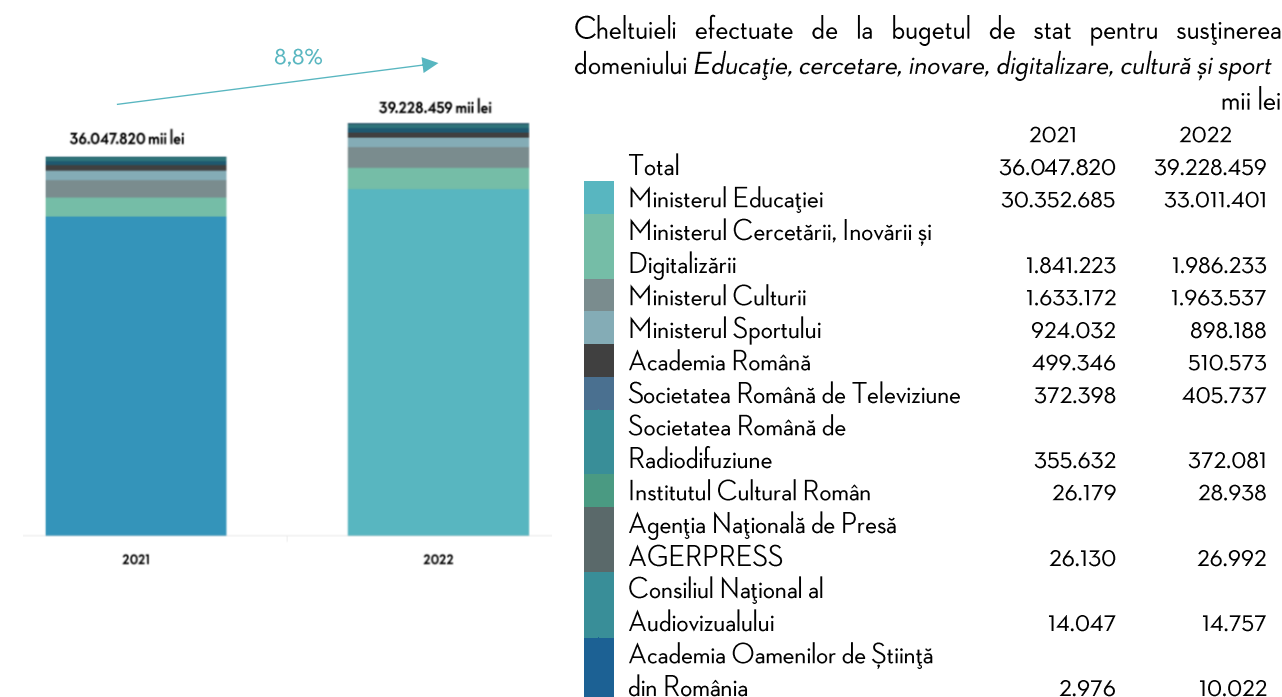 8,8%
36.047.820 mii lei
39.228.459 mii lei
2021
2022
Cheltuieli efectuate de la bugetul de stat pentru susţinerea
domeniului Educaţie, cercetare, inovare, digitalizare, cultură și sport
mii lei
2021 2022
Total 36.047.820 39.228.459
Ministerul Educaţiei 30.352.685 33.011.401
Ministerul Cercetării, Inovării și
Digitalizării 1.841.223 1.986.233
Ministerul Culturii 1.633.172 1.963.537
Ministerul Sportului 924.032 898.188
Academia Română 499.346 510.573
Societatea Română de Televiziune 372.398 405.737
Societatea Română de
Radiodifuziune 355.632 372.081
Institutul Cultural Român 26.179 28.938
Agenţia Naţională de Presă
AGERPRESS 26.130 26.992
Consiliul Naţional al
Audiovizualului 14.047 14.757
Academia Oamenilor de Știinţă
din România 2.976 10.022